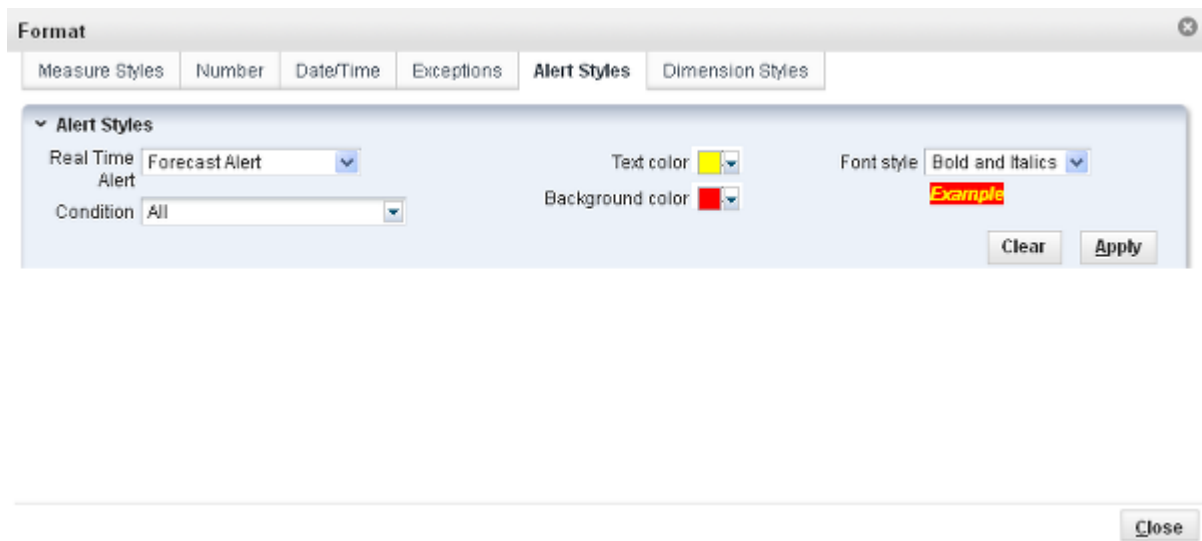 Format
Measure Styles Number Date/Time Exceptions Alert Styles Dimension Styles
Alert Styles
Real Time Alert Forecast Alert Text color Font style Bold and Italics
Background color Example
Condition All
Clear Apply
Close